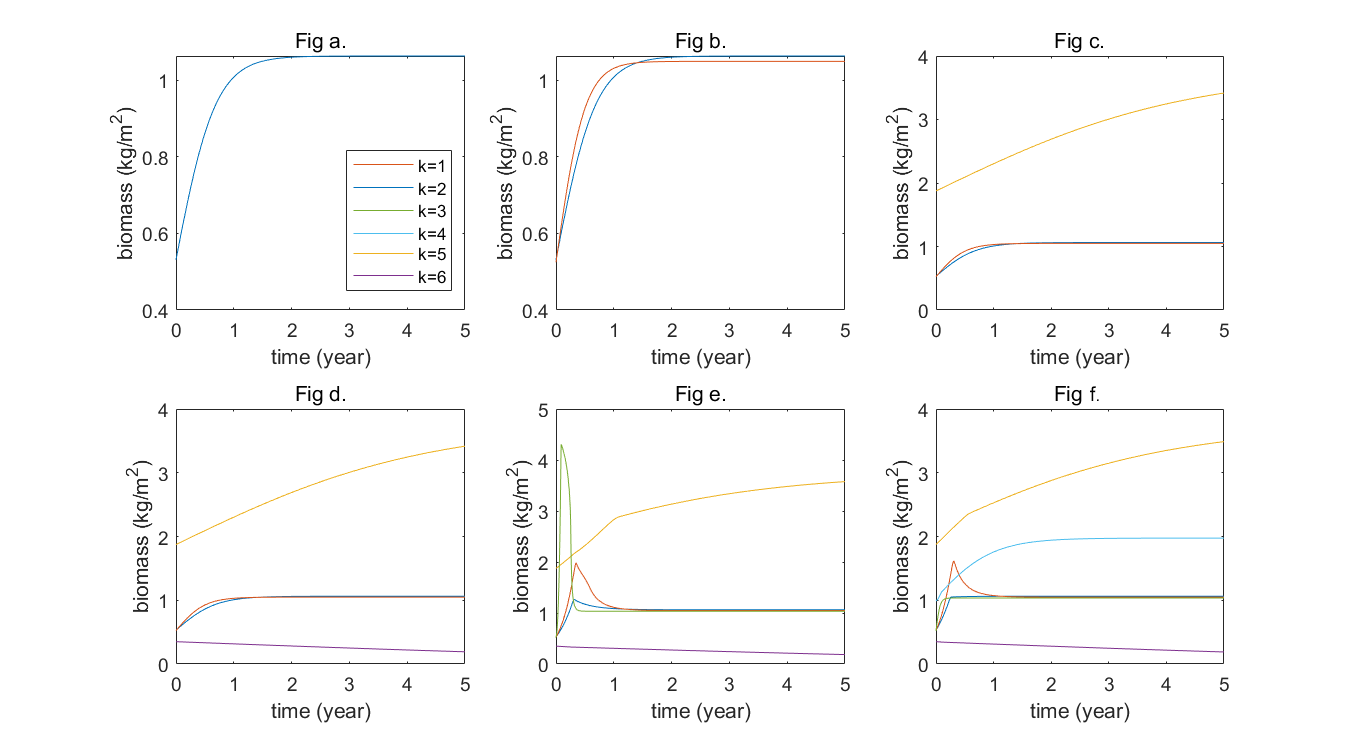 Fig a.
biomass (kg/m²)
1
0.8
0.6
0.4
0 1 2 3 4 5
time (year)
k=1
k=2
k=3
k=4
k=5
k=6
Fig b.
biomass (kg/m²)
1
0.8
0.6
0.4
0 1 2 3 4 5
time (year)
Fig c.
biomass (kg/m²)
4
3
2
1
0
0 1 2 3 4 5
time (year)
Fig d.
biomass (kg/m²)
4
3
2
1
0
0 1 2 3 4 5
time (year)
Fig e.
biomass (kg/m²)
5
4
3
2
1
0
0 1 2 3 4 5
time (year)
Fig f.
biomass (kg/m²)
4
3
2
1
0
0 1 2 3 4 5
time (year)